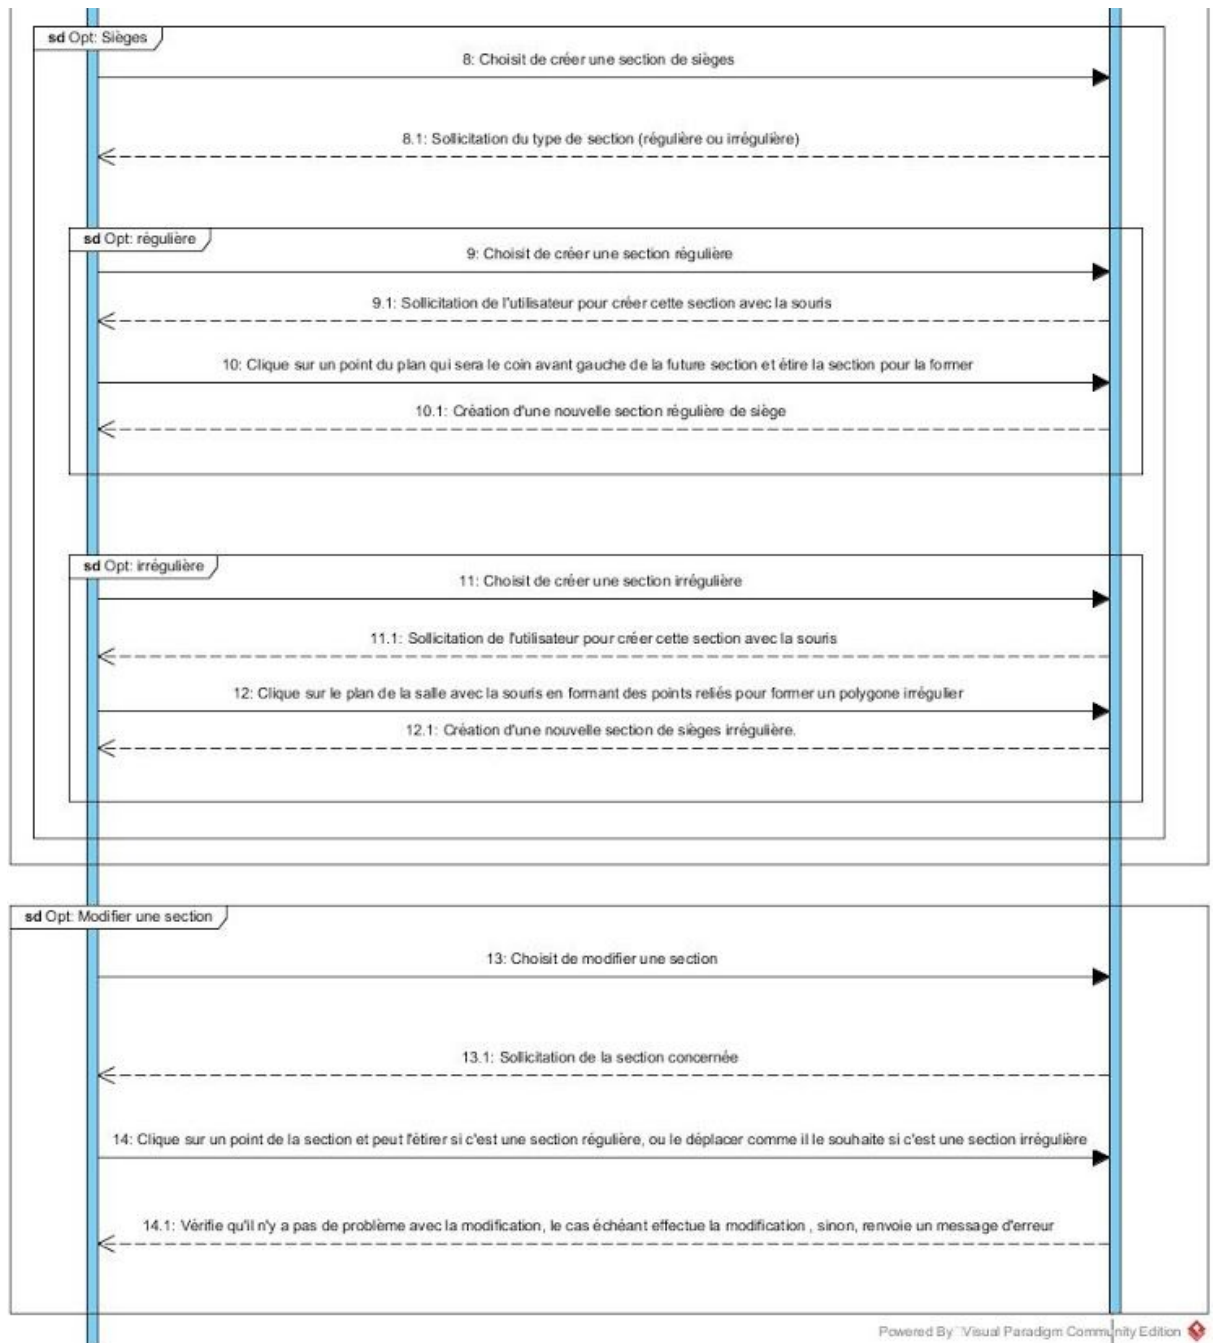 sd Opt: Sièges
8: Choisit de créer une section de sièges
8.1: Sollicitation du type de section (régulière ou irrégulière)
sd Opt: régulière
9: Choisit de créer une section régulière
9.1: Sollicitation de l'utilisateur pour créer cette section avec la souris
10: Clique sur un point du plan qui sera le coin avant gauche de la future section et étire la section pour la former
10.1: Création d'une nouvelle section régulière de siège
sd Opt: irrégulière
11: Choisit de créer une section irrégulière
11.1: Sollicitation de l'utilisateur pour créer cette section avec la souris
12: Clique sur le plan de la salle avec la souris en formant des points reliés pour former un polygone irrégulier
12.1: Création d'une nouvelle section de sièges irrégulière.
sd Opt: Modifier une section
13: Choisit de modifier une section
13.1: Sollicitation de la section concernée
14: Clique sur un point de la section et peut l'étirer si c'est une section régulière, ou le déplacer comme il le souhaite si c'est une section irrégulière
14.1: Vérifie qu'il n'y a pas de problème avec la modification, le cas échéant effectue la modification , sinon, renvoie un message d'erreur
Powered By Visual Paradigm Community Edition